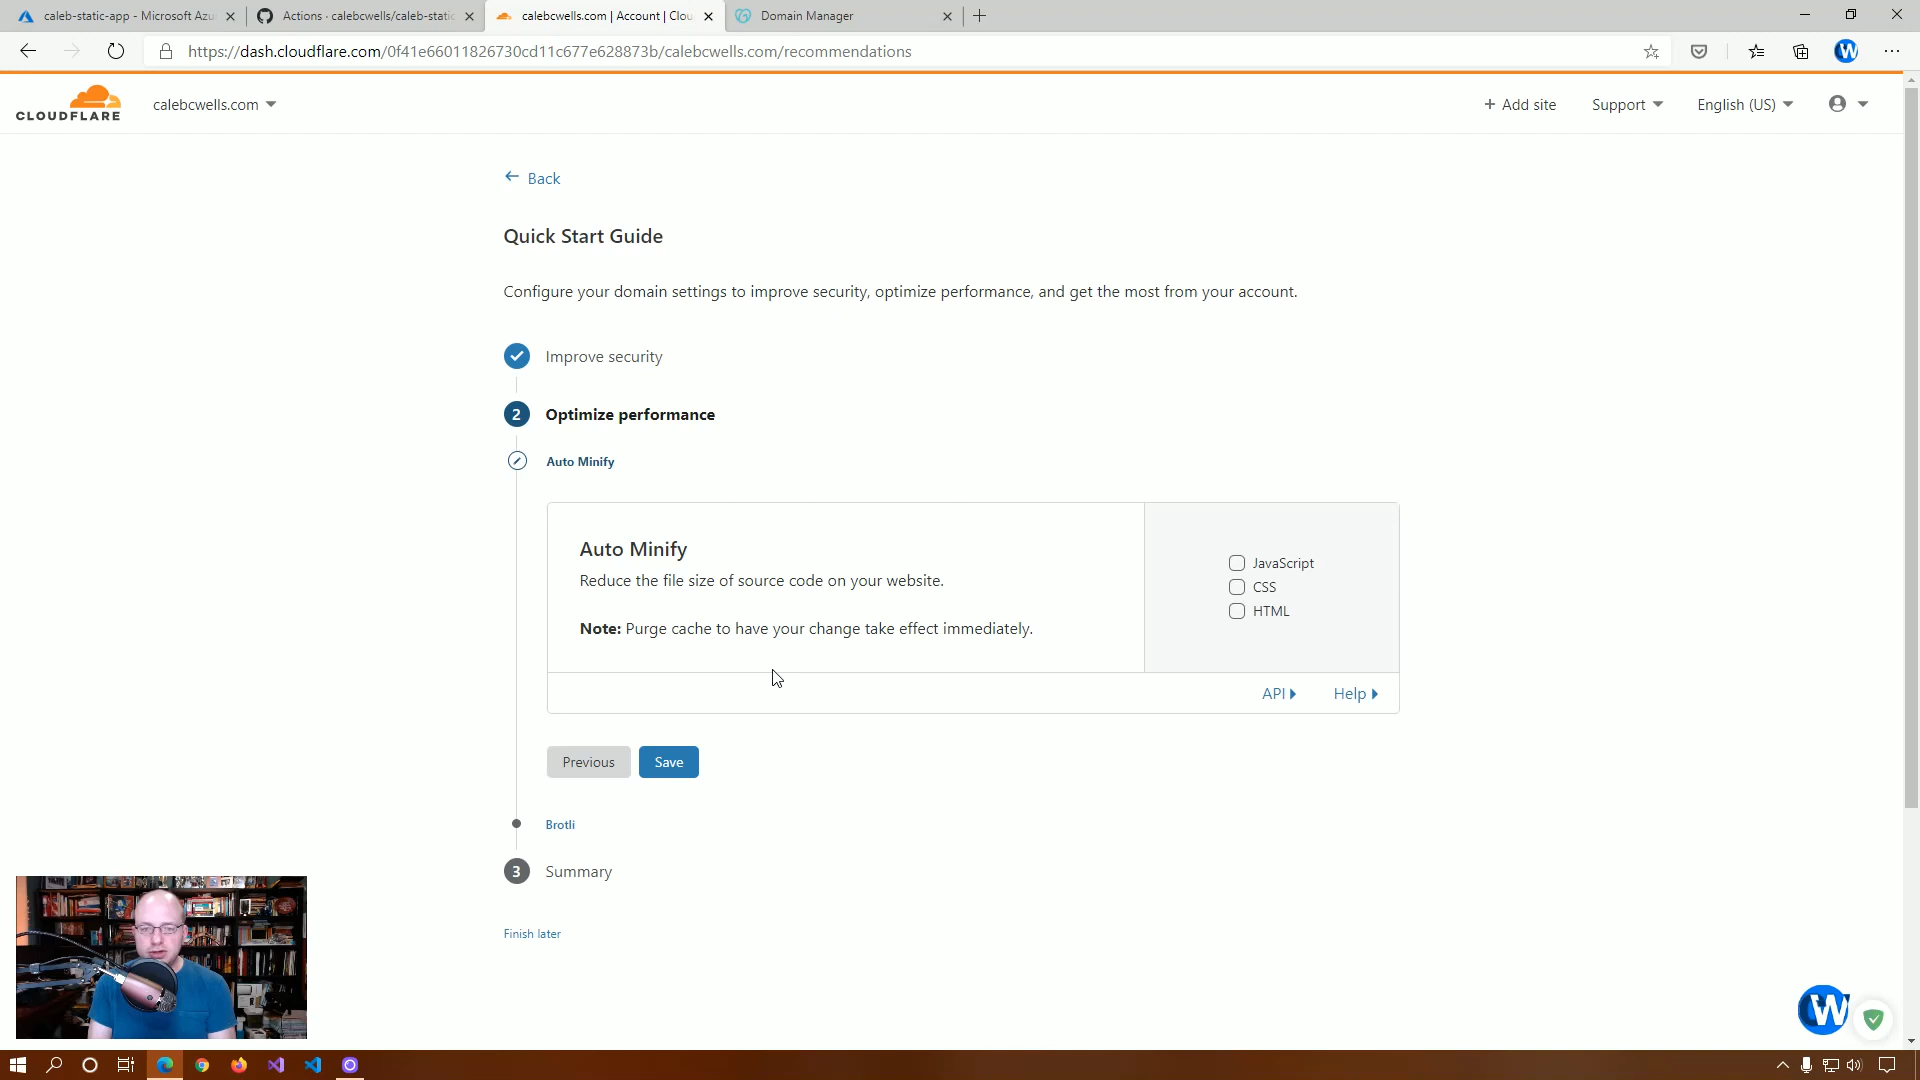 caleb-static-app - Microsoft Azu
Actions · calebcwells/caleb-static
calebcwells.com | Account | Clou
Domain Manager
https://dash.cloudflare.com/0f41e66011826730cd11c677e628873b/calebcwells.com/recommendations
W
CLOUDFLARE
calebcwells.com
+ Add site
Support
English (US)
Back
Quick Start Guide
Configure your domain settings to improve security, optimize performance, and get the most from your account.
Improve security
2 Optimize performance
Auto Minify
Auto Minify
Reduce the file size of source code on your website.
Note: Purge cache to have your change take effect immediately.
JavaScript
CSS
HTML
API
Help
Previous
Save
Brotli
3 Summary
Finish later
W